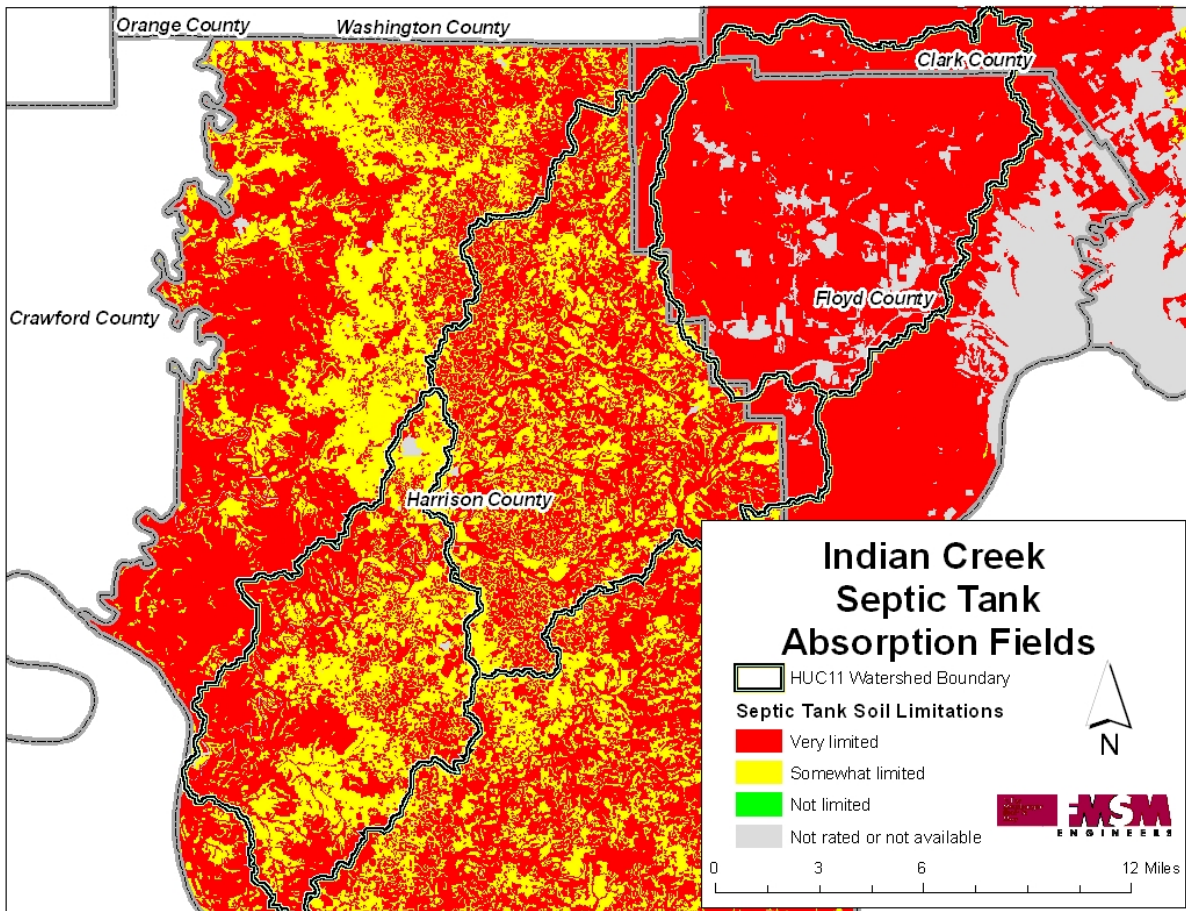 Orange County
Washington County
Clark County
Crawford County
Floyd County
Harrison County
Indian Creek
Septic Tank
Absorption Fields
HUC11 Watershed Boundary
Septic Tank Soil Limitations
Very limited
Somewhat limited
Not limited
Not rated or not available
N
FMSM
ENGINEERS
0 3 6 12 Miles